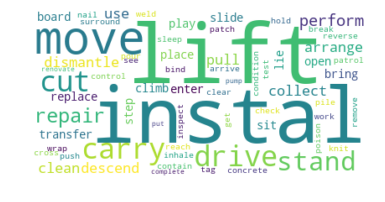 board nail use weld play slide hold perform
surround patch break reverse
move lift sleep arrange
dismantle see place pull lie open patrol
renovate bind arrive condition test bring
cut control climb enter clear pump collect
replace instal pile
repair step put inspect get sit check remove
transfer carry drive stand work
cross wrap push reach inhale poison knit
clean descend contain tag concrete
complete